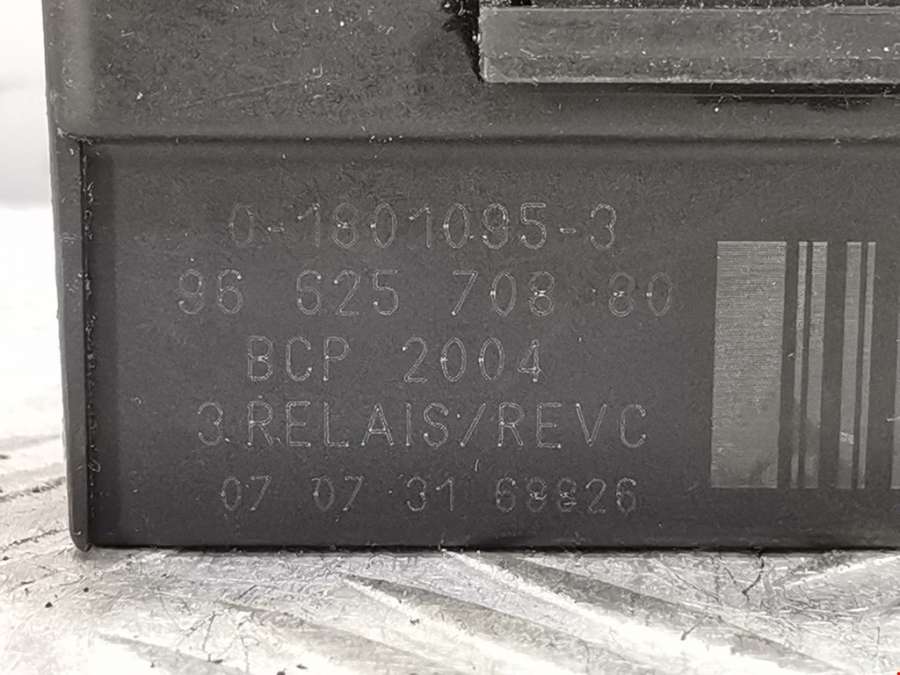 0-1801095-3
96 625 708 80
BCP 2004
3 RELAIS/REVC
07 07 31 68826